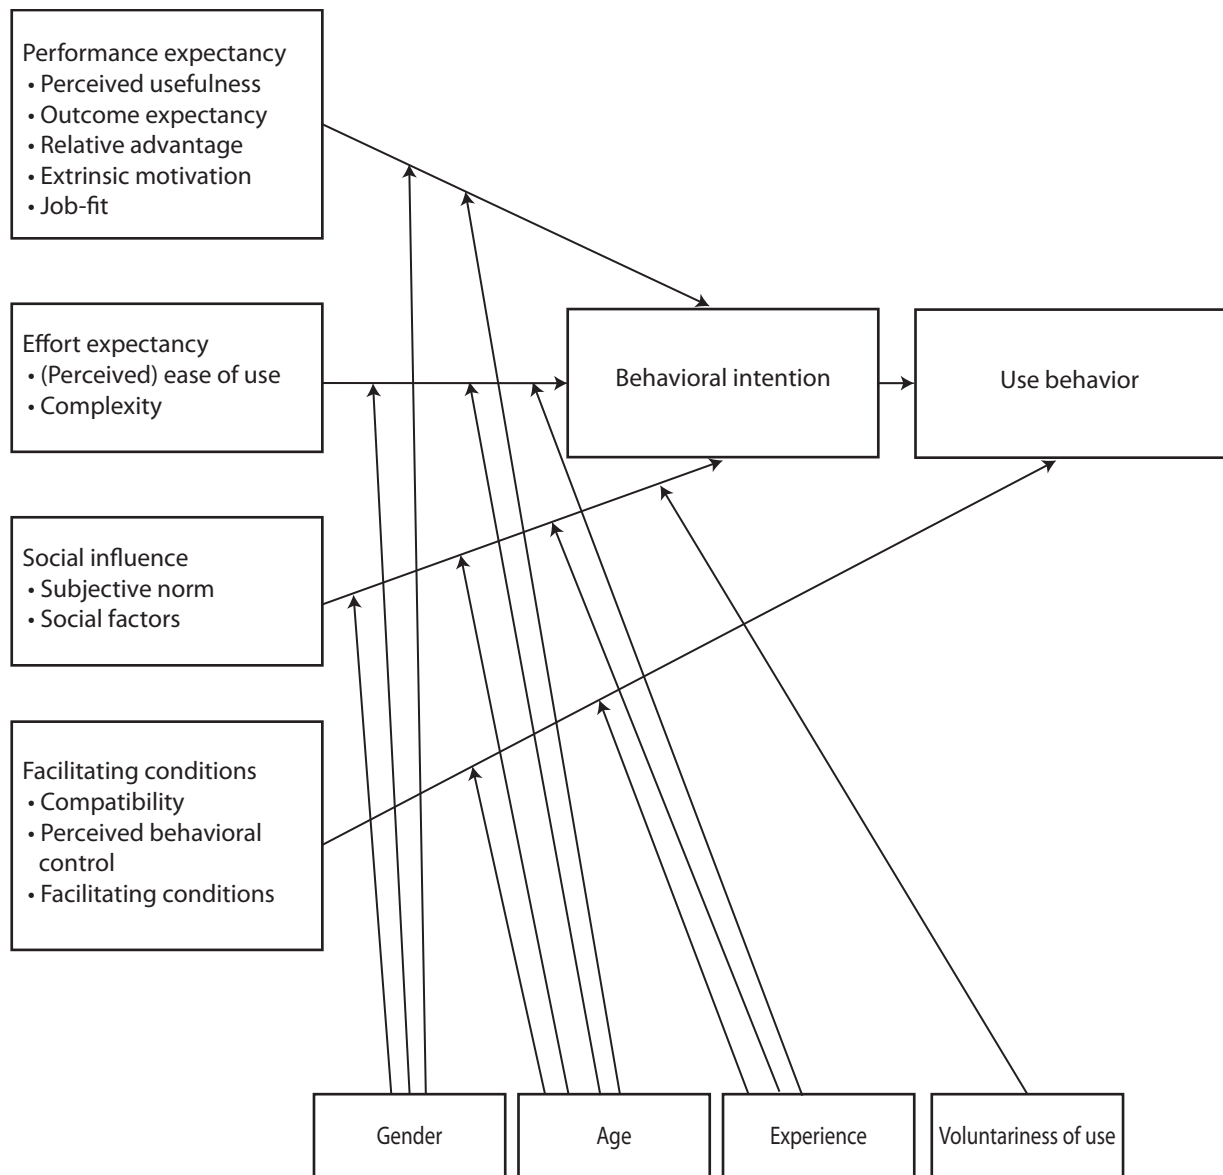 Performance expectancy
• Perceived usefulness
• Outcome expectancy
• Relative advantage
• Extrinsic motivation
• Job-fit
Effort expectancy
• (Perceived) ease of use
• Complexity
Behavioral intention
Use behavior
Social influence
• Subjective norm
• Social factors
Facilitating conditions
• Compatibility
• Perceived behavioral
control
• Facilitating conditions
Gender
Age
Experience
Voluntariness of use